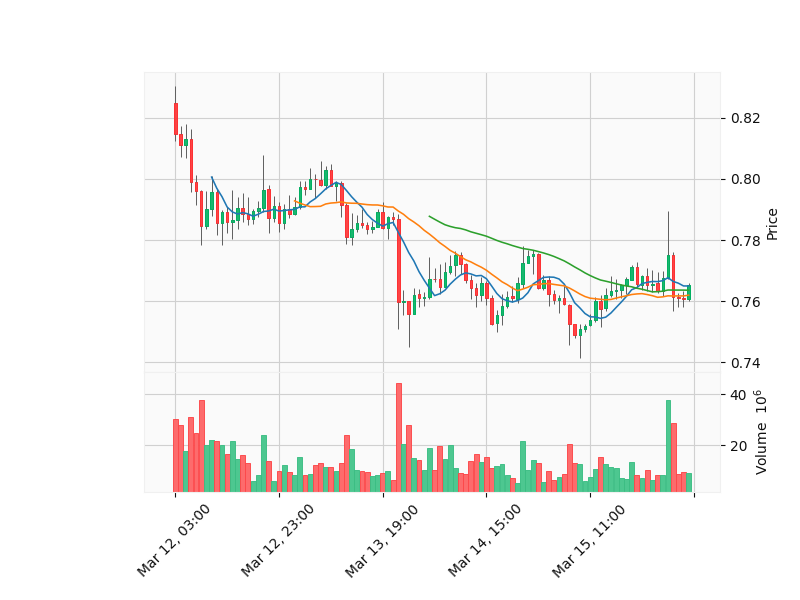 0.82
0.80
0.78
0.76
0.74
Price
40
20
Volume 10^6
Mar 12, 03:00
Mar 12, 23:00
Mar 13, 19:00
Mar 14, 15:00
Mar 15, 11:00